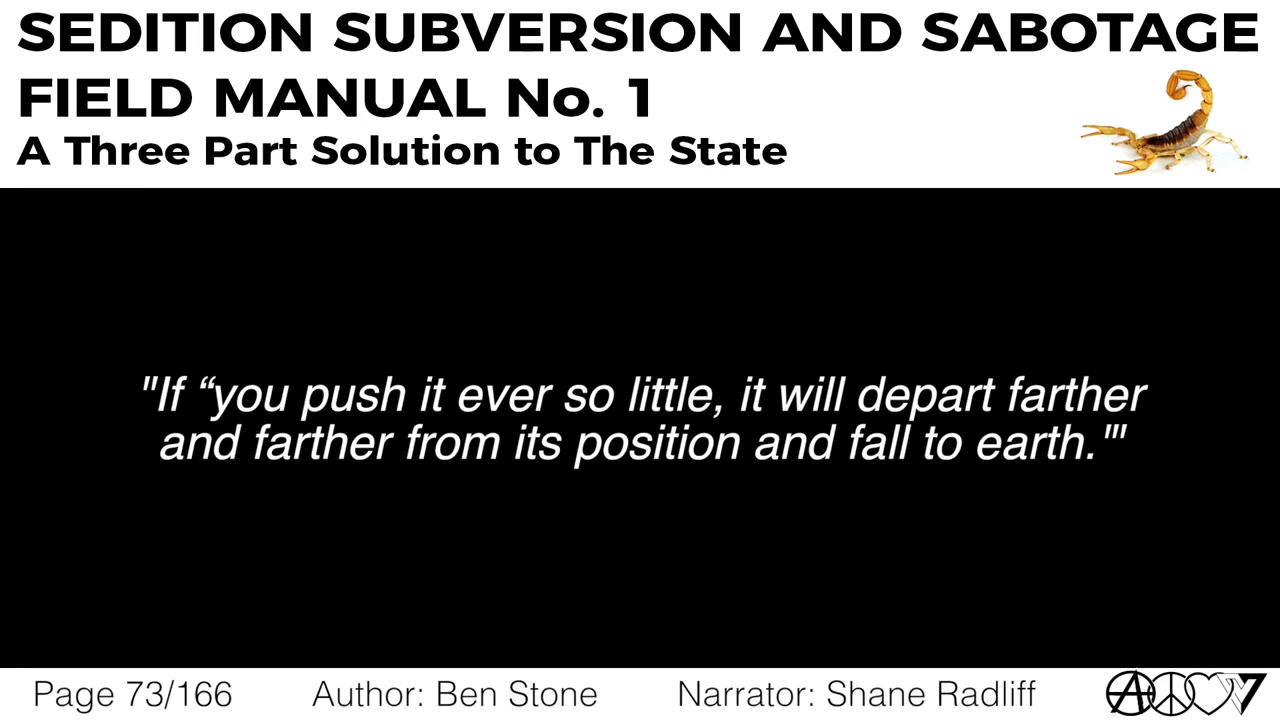 SEDITION SUBVERSION AND SABOTAGE
FIELD MANUAL No. 1
A Three Part Solution to The State
"If “you push it ever so little, it will depart farther
and farther from its position and fall to earth.'"
Page 73/166 Author: Ben Stone Narrator: Shane Radliff